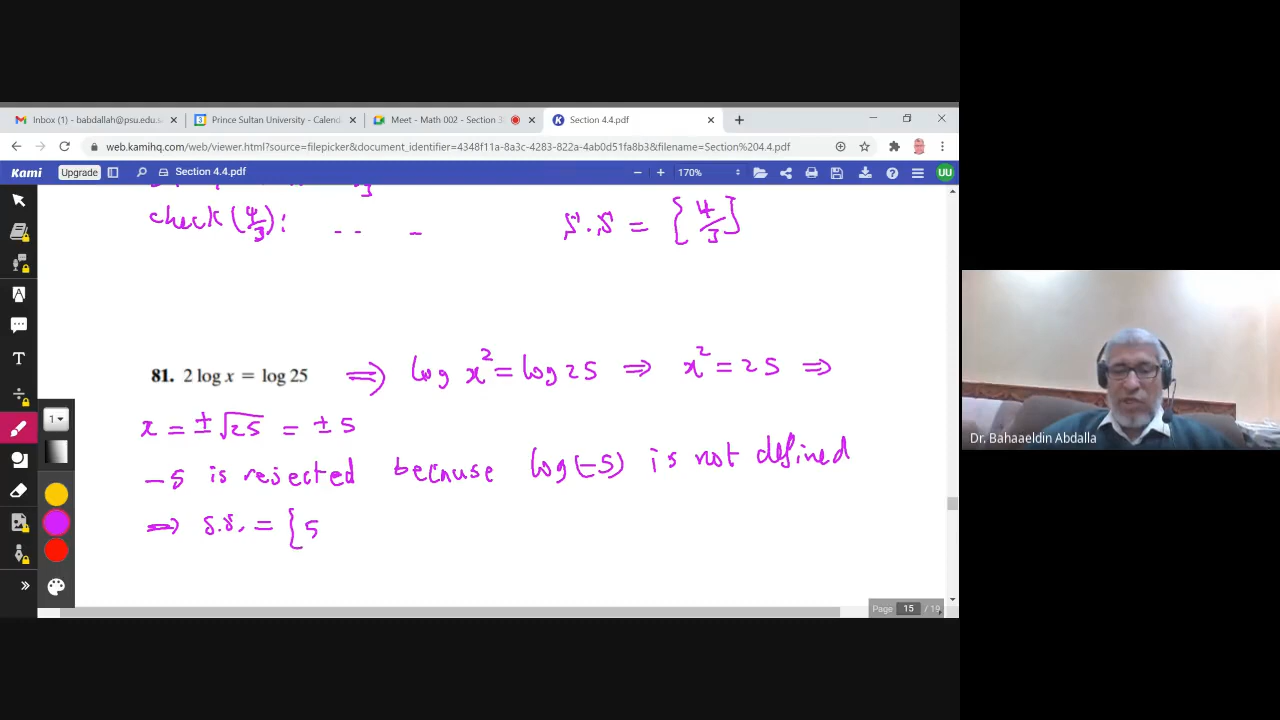 Inbox (1) - babdallah@psu.edu.s
Prince Sultan University - Calend
Meet - Math 002 - Section 3
Section 4.4.pdf
web.kamihq.com/web/viewer.html?source=filepicker&document_identifier=4348f11a-8a3c-4283-822a-4ab0d51fa8b3&filename=Section%204.4.pdf
Kami Upgrade Section 4.4.pdf 170% UU
check (4/3): -- - S.S = {4/3}
81. 2 log x = log 25 ⇒ log x² = log 25 ⇒ x² = 25 ⇒
x = ± √25 = ± 5
-5 is rejected because log(-5) is not defined
⇒ S.S. = {5
Page 15 / 19
Dr. Bahaaeldin Abdalla